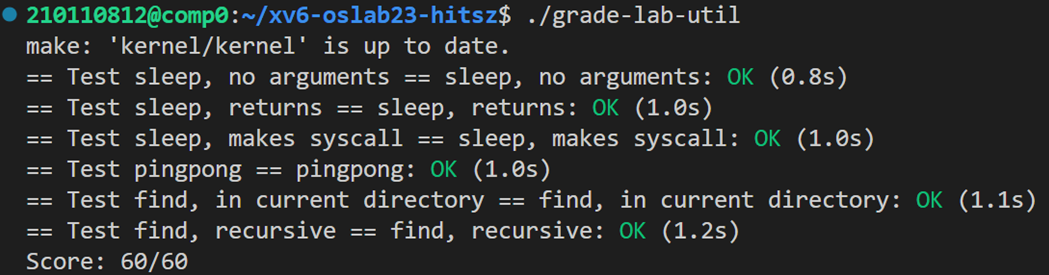 210110812@comp0:~/xv6-oslab23-hitsz$ ./grade-lab-util
make: 'kernel/kernel' is up to date.
== Test sleep, no arguments == sleep, no arguments: OK (0.8s)
== Test sleep, returns == sleep, returns: OK (1.0s)
== Test sleep, makes syscall == sleep, makes syscall: OK (1.0s)
== Test pingpong == pingpong: OK (1.0s)
== Test find, in current directory == find, in current directory: OK (1.1s)
== Test find, recursive == find, recursive: OK (1.2s)
Score: 60/60